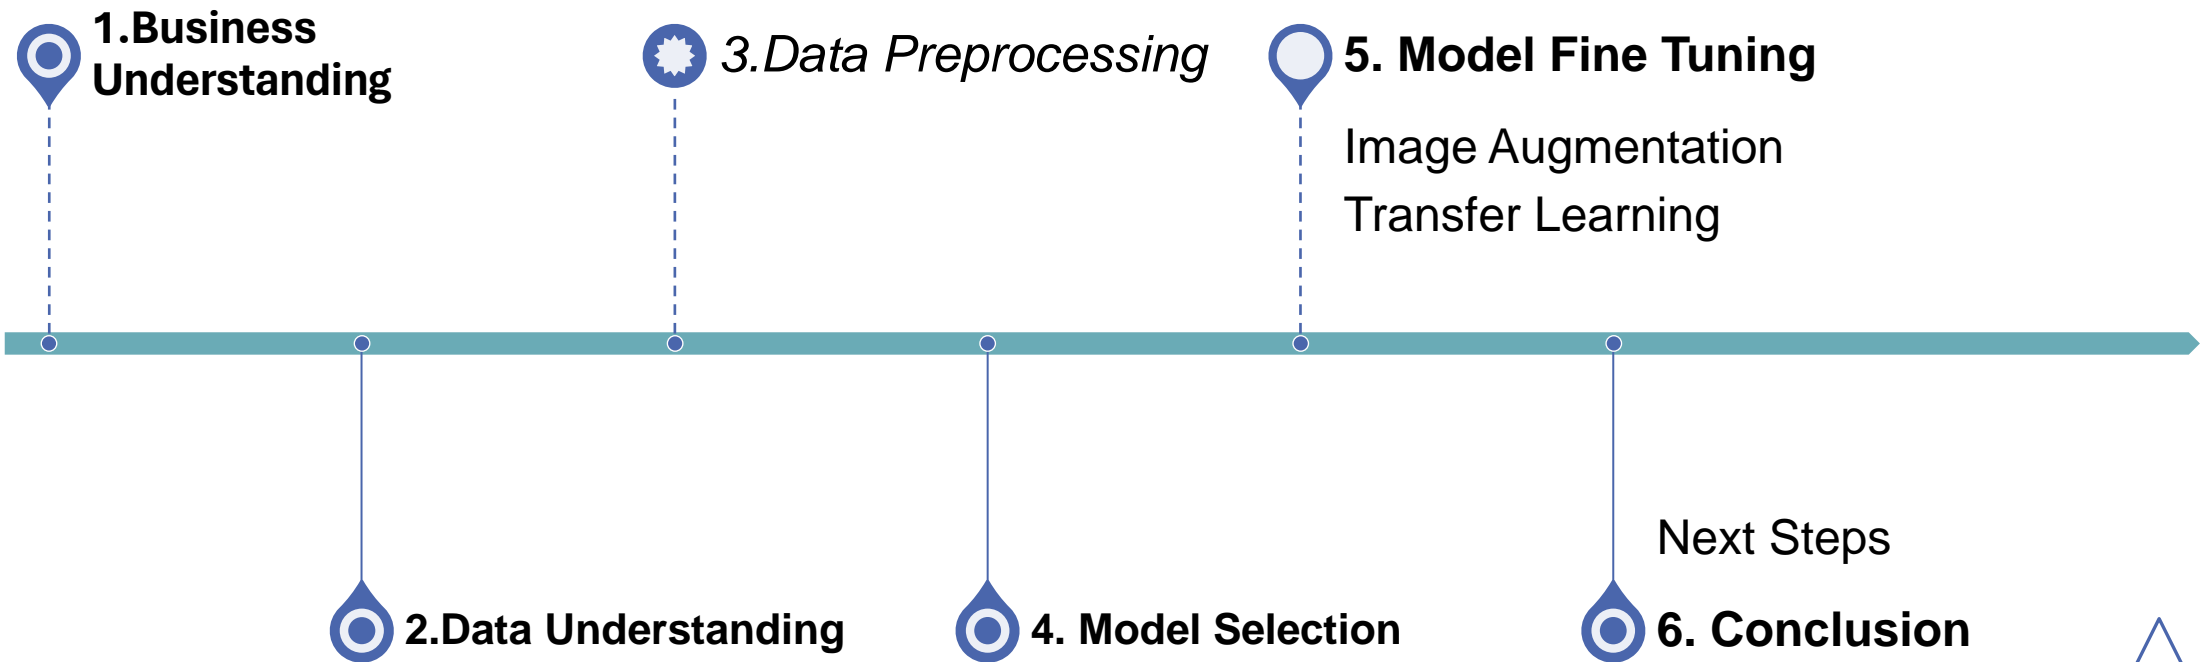 1.Business
Understanding
3.Data Preprocessing
5. Model Fine Tuning
Image Augmentation
Transfer Learning
Next Steps
2.Data Understanding
4. Model Selection
6. Conclusion